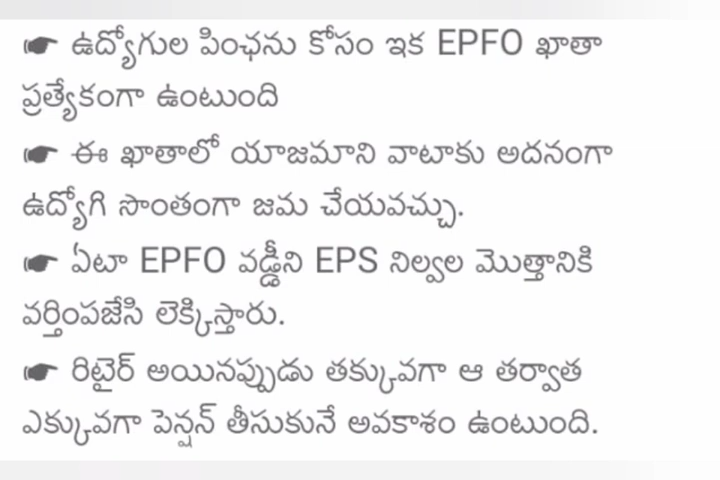 ☛ ఉద్యోగుల పింఛను కోసం ఇక EPFO ఖాతా
ప్రత్యేకంగా ఉంటుంది
☛ ఈ ఖాతాలో యాజమాని వాటాకు అదనంగా
ఉద్యోగి సొంతంగా జమ చేయవచ్చు.
☛ ఏటా EPFO వడ్డీని EPS నిల్వల మొత్తానికి
వర్తింపజేసి లెక్కిస్తారు.
☛ రిటైర్ అయినప్పుడు తక్కువగా ఆ తర్వాత
ఎక్కువగా పెన్షన్ తీసుకునే అవకాశం ఉంటుంది.